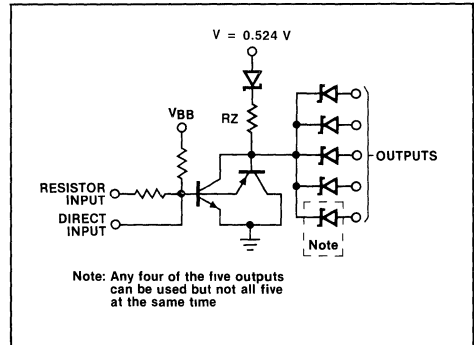 V = 0.524 V
RZ
VBB
OUTPUTS
RESISTOR
INPUT
DIRECT
INPUT
Note
Note: Any four of the five outputs
can be used but not all five
at the same time